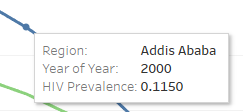 Region: Addis Ababa
Year of Year: 2000
HIV Prevalence: 0.1150